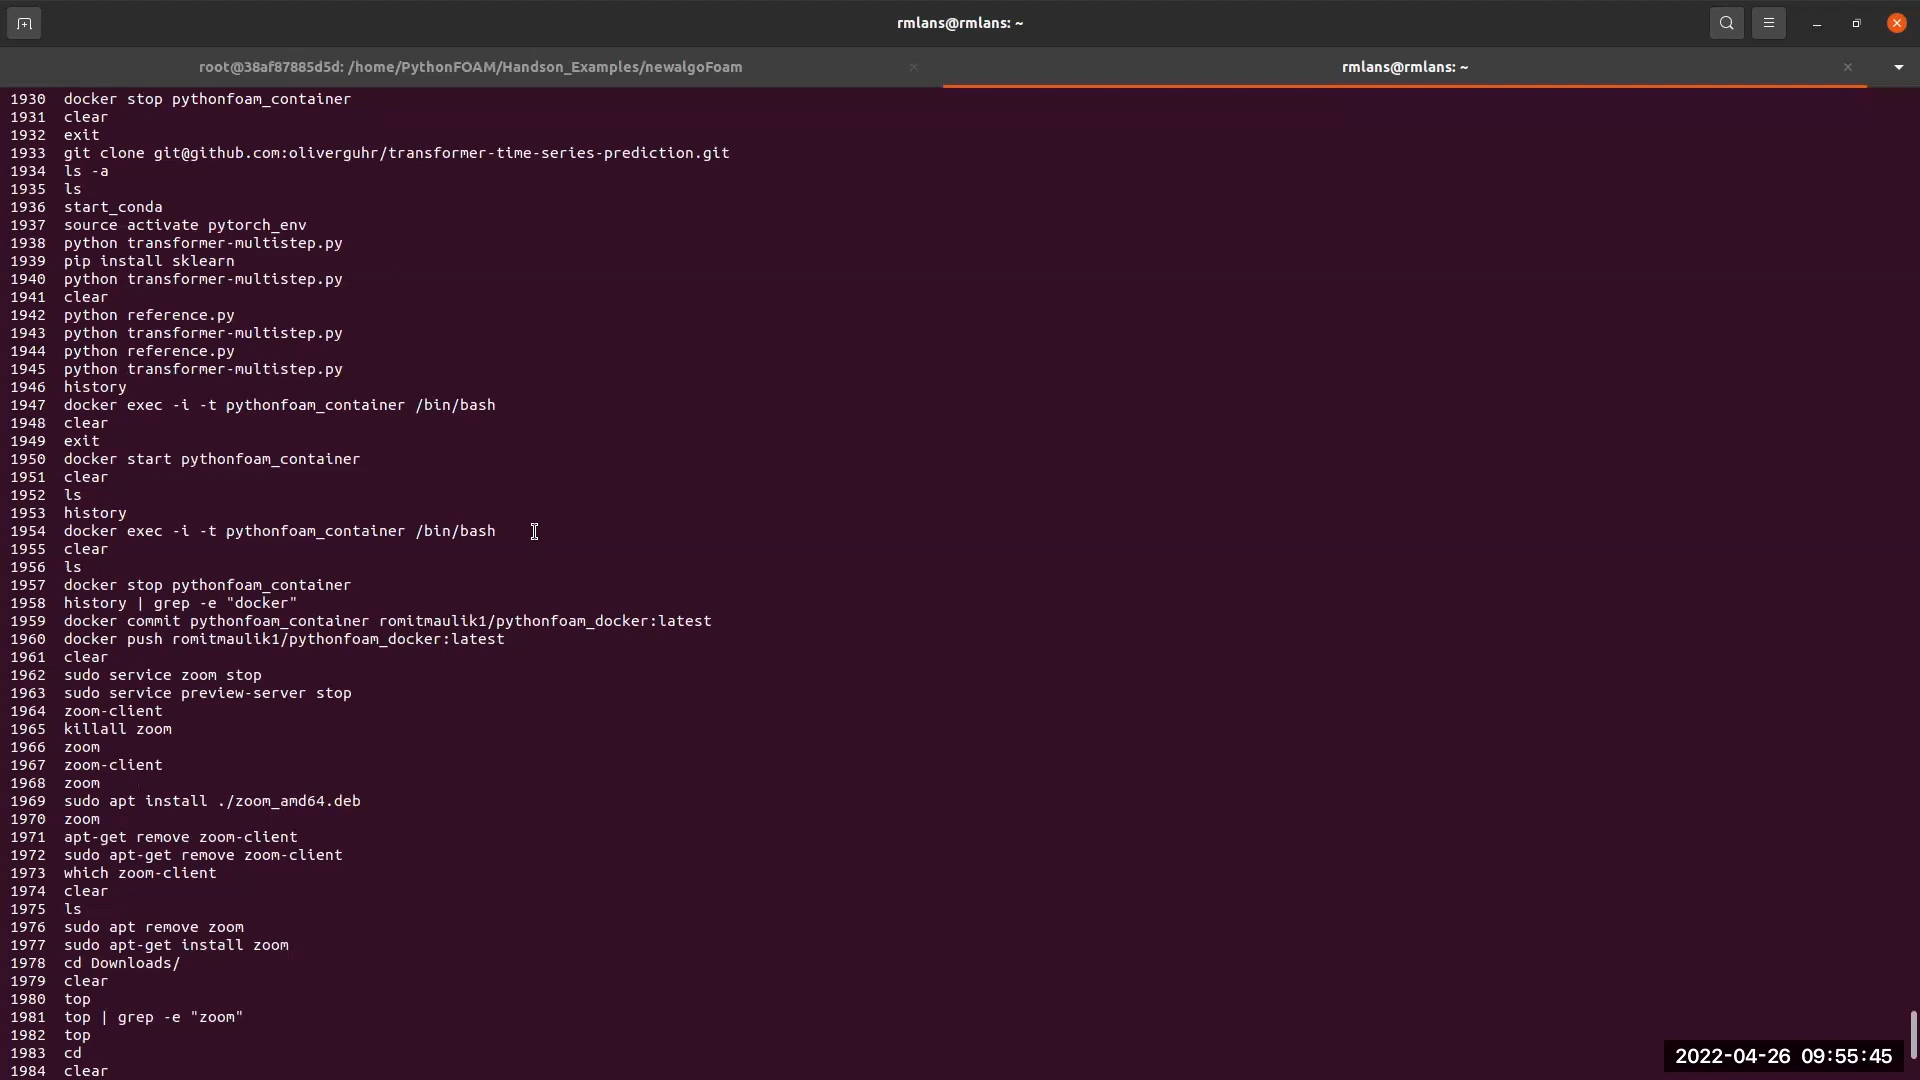 rmlans@rmlans: ~
root@38af87885d5d: /home/PythonFOAM/Handson_Examples/newalgoFoam
rmlans@rmlans: ~
1930 docker stop pythonfoam_container
1931 clear
1932 exit
1933 git clone git@github.com:oliverguhr/transformer-time-series-prediction.git
1934 ls -a
1935 ls
1936 start_conda
1937 source activate pytorch_env
1938 python transformer-multistep.py
1939 pip install sklearn
1940 python transformer-multistep.py
1941 clear
1942 python reference.py
1943 python transformer-multistep.py
1944 python reference.py
1945 python transformer-multistep.py
1946 history
1947 docker exec -i -t pythonfoam_container /bin/bash
1948 clear
1949 exit
1950 docker start pythonfoam_container
1951 clear
1952 ls
1953 history
1954 docker exec -i -t pythonfoam_container /bin/bash
1955 clear
1956 ls
1957 docker stop pythonfoam_container
1958 history | grep -e "docker"
1959 docker commit pythonfoam_container romitmaulik1/pythonfoam_docker:latest
1960 docker push romitmaulik1/pythonfoam_docker:latest
1961 clear
1962 sudo service zoom stop
1963 sudo service preview-server stop
1964 zoom-client
1965 killall zoom
1966 zoom
1967 zoom-client
1968 zoom
1969 sudo apt install ./zoom_amd64.deb
1970 zoom
1971 apt-get remove zoom-client
1972 sudo apt-get remove zoom-client
1973 which zoom-client
1974 clear
1975 ls
1976 sudo apt remove zoom
1977 sudo apt-get install zoom
1978 cd Downloads/
1979 clear
1980 top
1981 top | grep -e "zoom"
1982 top
1983 cd
1984 clear
2022-04-26 09:55:45